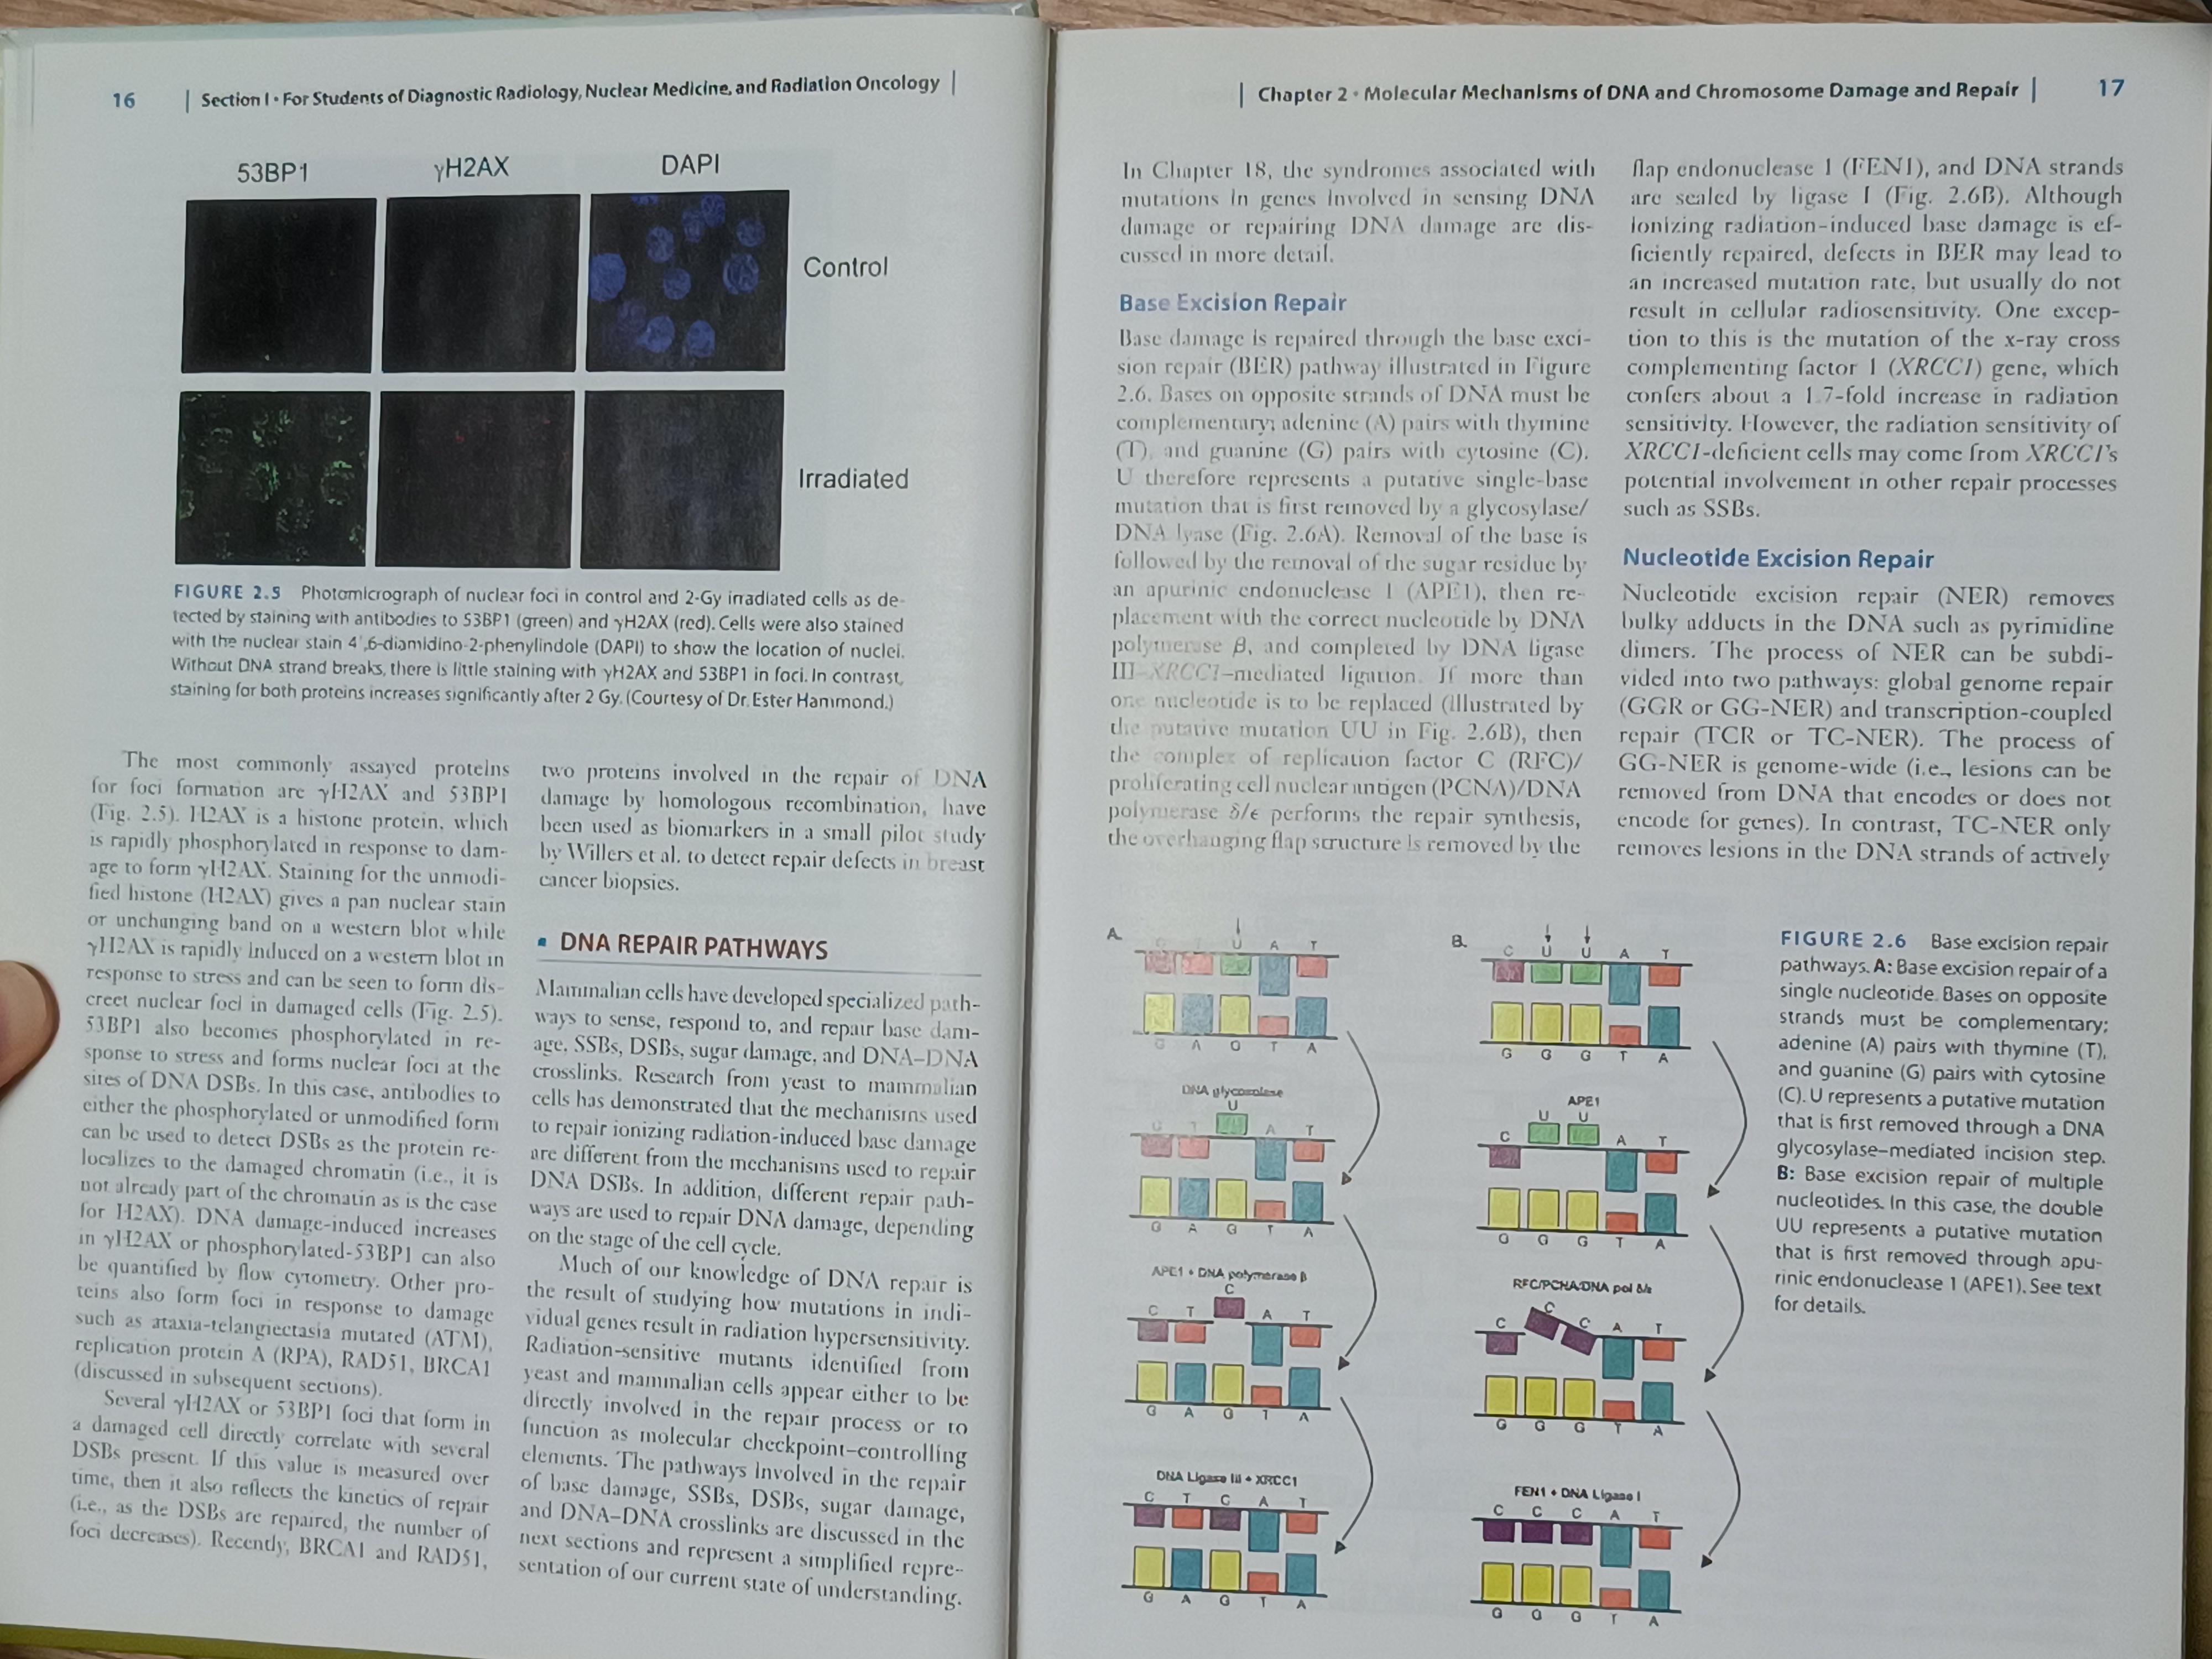 16 | Section I • For Students of Diagnostic Radiology, Nuclear Medicine, and Radiation Oncology |
53BP1 γH2AX DAPI
Control
Irradiated
FIGURE 2.5 Photomicrograph of nuclear foci in control and 2-Gy irradiated cells as de-
tected by staining with antibodies to 53BP1 (green) and γH2AX (red). Cells were also stained
with the nuclear stain 4',6-diamidino-2-phenylindole (DAPI) to show the location of nuclei.
Without DNA strand breaks, there is little staining with γH2AX and 53BP1 in foci. In contrast,
staining for both proteins increases significantly after 2 Gy. (Courtesy of Dr. Ester Hammond.)
The most commonly assayed proteins
for foci formation are γH2AX and 53BP1
(Fig. 2.5). H2AX is a histone protein, which
is rapidly phosphorylated in response to dam-
age to form γH2AX. Staining for the unmodi-
fied histone (H2AX) gives a pan nuclear stain
or unchanging band on a western blot while
γH2AX is rapidly induced on a western blot in
response to stress and can be seen to form dis-
creet nuclear foci in damaged cells (Fig. 2.5).
53BP1 also becomes phosphorylated in re-
sponse to stress and forms nuclear foci at the
sites of DNA DSBs. In this case, antibodies to
either the phosphorylated or unmodified form
can be used to detect DSBs as the protein re-
localizes to the damaged chromatin (i.e., it is
not already part of the chromatin as is the case
for H2AX). DNA damage-induced increases
in γH2AX or phosphorylated-53BP1 can also
be quantified by flow cytometry. Other pro-
teins also form foci in response to damage
such as ataxia-telangiectasia mutated (ATM),
replication protein A (RPA), RAD51, BRCA1
(discussed in subsequent sections).
Several γH2AX or 53BP1 foci that form in
a damaged cell directly correlate with several
DSBs present. If this value is measured over
time, then it also reflects the kinetics of repair
(i.e., as the DSBs are repaired, the number of
foci decreases). Recently, BRCA1 and RAD51,
two proteins involved in the repair of DNA
damage by homologous recombination, have
been used as biomarkers in a small pilot study
by Willers et al. to detect repair defects in breast
cancer biopsies.
▪ DNA REPAIR PATHWAYS
Mammalian cells have developed specialized path-
ways to sense, respond to, and repair base dam-
age, SSBs, DSBs, sugar damage, and DNA–DNA
crosslinks. Research from yeast to mammalian
cells has demonstrated that the mechanisms used
to repair ionizing radiation-induced base damage
are different from the mechanisms used to repair
DNA DSBs. In addition, different repair path-
ways are used to repair DNA damage, depending
on the stage of the cell cycle.
Much of our knowledge of DNA repair is
the result of studying how mutations in indi-
vidual genes result in radiation hypersensitivity.
Radiation-sensitive mutants identified from
yeast and mammalian cells appear either to be
directly involved in the repair process or to
function as molecular checkpoint–controlling
elements. The pathways involved in the repair
of base damage, SSBs, DSBs, sugar damage,
and DNA–DNA crosslinks are discussed in the
next sections and represent a simplified repre-
sentation of our current state of understanding.
| Chapter 2 • Molecular Mechanisms of DNA and Chromosome Damage and Repair | 17
In Chapter 18, the syndromes associated with
mutations in genes involved in sensing DNA
damage or repairing DNA damage are dis-
cussed in more detail.
Base Excision Repair
Base damage is repaired through the base exci-
sion repair (BER) pathway illustrated in Figure
2.6. Bases on opposite strands of DNA must be
complementary; adenine (A) pairs with thymine
(T), and guanine (G) pairs with cytosine (C).
U therefore represents a putative single-base
mutation that is first removed by a glycosylase/
DNA lyase (Fig. 2.6A). Removal of the base is
followed by the removal of the sugar residue by
an apurinic endonuclease 1 (APE1), then re-
placement with the correct nucleotide by DNA
polymerase β, and completed by DNA ligase
III–XRCC1–mediated ligation. If more than
one nucleotide is to be replaced (illustrated by
the putative mutation UU in Fig. 2.6B), then
the complex of replication factor C (RFC)/
proliferating cell nuclear antigen (PCNA)/DNA
polymerase δ/ϵ performs the repair synthesis,
the overhanging flap structure is removed by the
flap endonuclease 1 (FEN1), and DNA strands
are sealed by ligase I (Fig. 2.6B). Although
ionizing radiation-induced base damage is ef-
ficiently repaired, defects in BER may lead to
an increased mutation rate, but usually do not
result in cellular radiosensitivity. One excep-
tion to this is the mutation of the x-ray cross
complementing factor 1 (XRCC1) gene, which
confers about a 1.7-fold increase in radiation
sensitivity. However, the radiation sensitivity of
XRCC1-deficient cells may come from XRCC1's
potential involvement in other repair processes
such as SSBs.
Nucleotide Excision Repair
Nucleotide excision repair (NER) removes
bulky adducts in the DNA such as pyrimidine
dimers. The process of NER can be subdi-
vided into two pathways: global genome repair
(GGR or GG-NER) and transcription-coupled
repair (TCR or TC-NER). The process of
GG-NER is genome-wide (i.e., lesions can be
removed from DNA that encodes or does not
encode for genes). In contrast, TC-NER only
removes lesions in the DNA strands of actively
A.
U A T
G A G T A
DNA glycosolase
U
A T
G A G T A
APE1 + DNA polymerase β
C
C T A T
G A G T A
DNA Ligase III + XRCC1
C T C A T
G A G T A
B.
C U U A T
G G G T A
APE1
U U
C A T
G G G T A
RFC/PCNA/DNA pol δ/ε
C
C C A T
G G G T A
FEN1 + DNA Ligase I
C C C A T
G G G T A
FIGURE 2.6 Base excision repair
pathways. A: Base excision repair of a
single nucleotide. Bases on opposite
strands must be complementary;
adenine (A) pairs with thymine (T),
and guanine (G) pairs with cytosine
(C). U represents a putative mutation
that is first removed through a DNA
glycosylase–mediated incision step.
B: Base excision repair of multiple
nucleotides. In this case, the double
UU represents a putative mutation
that is first removed through apu-
rinic endonuclease 1 (APE1). See text
for details.